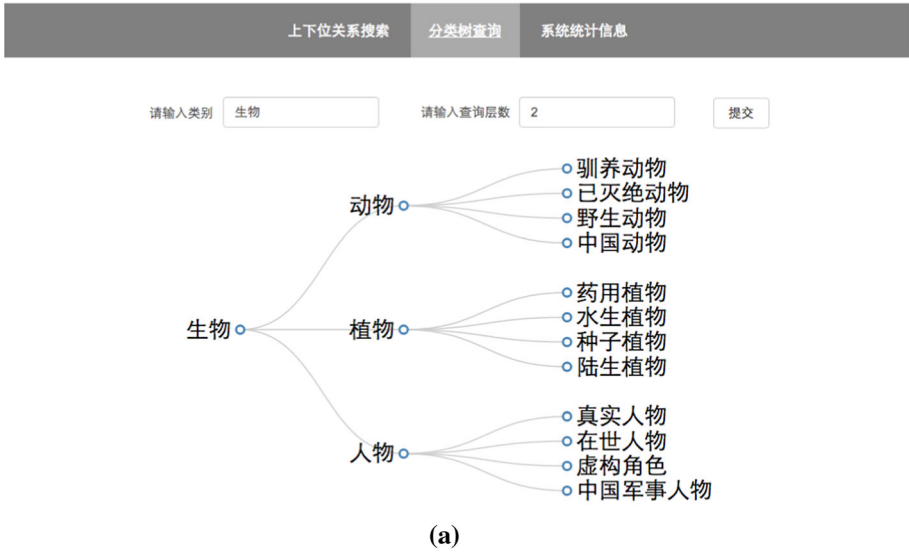 上下位关系搜索 分类树查询 系统统计信息
请输入类别 生物 请输入查询层数 2 提交
驯养动物
已灭绝动物
动物
野生动物
中国动物
药用植物
水生植物
生物 植物
种子植物
陆生植物
真实人物
在世人物
人物
虚构角色
中国军事人物
(a)